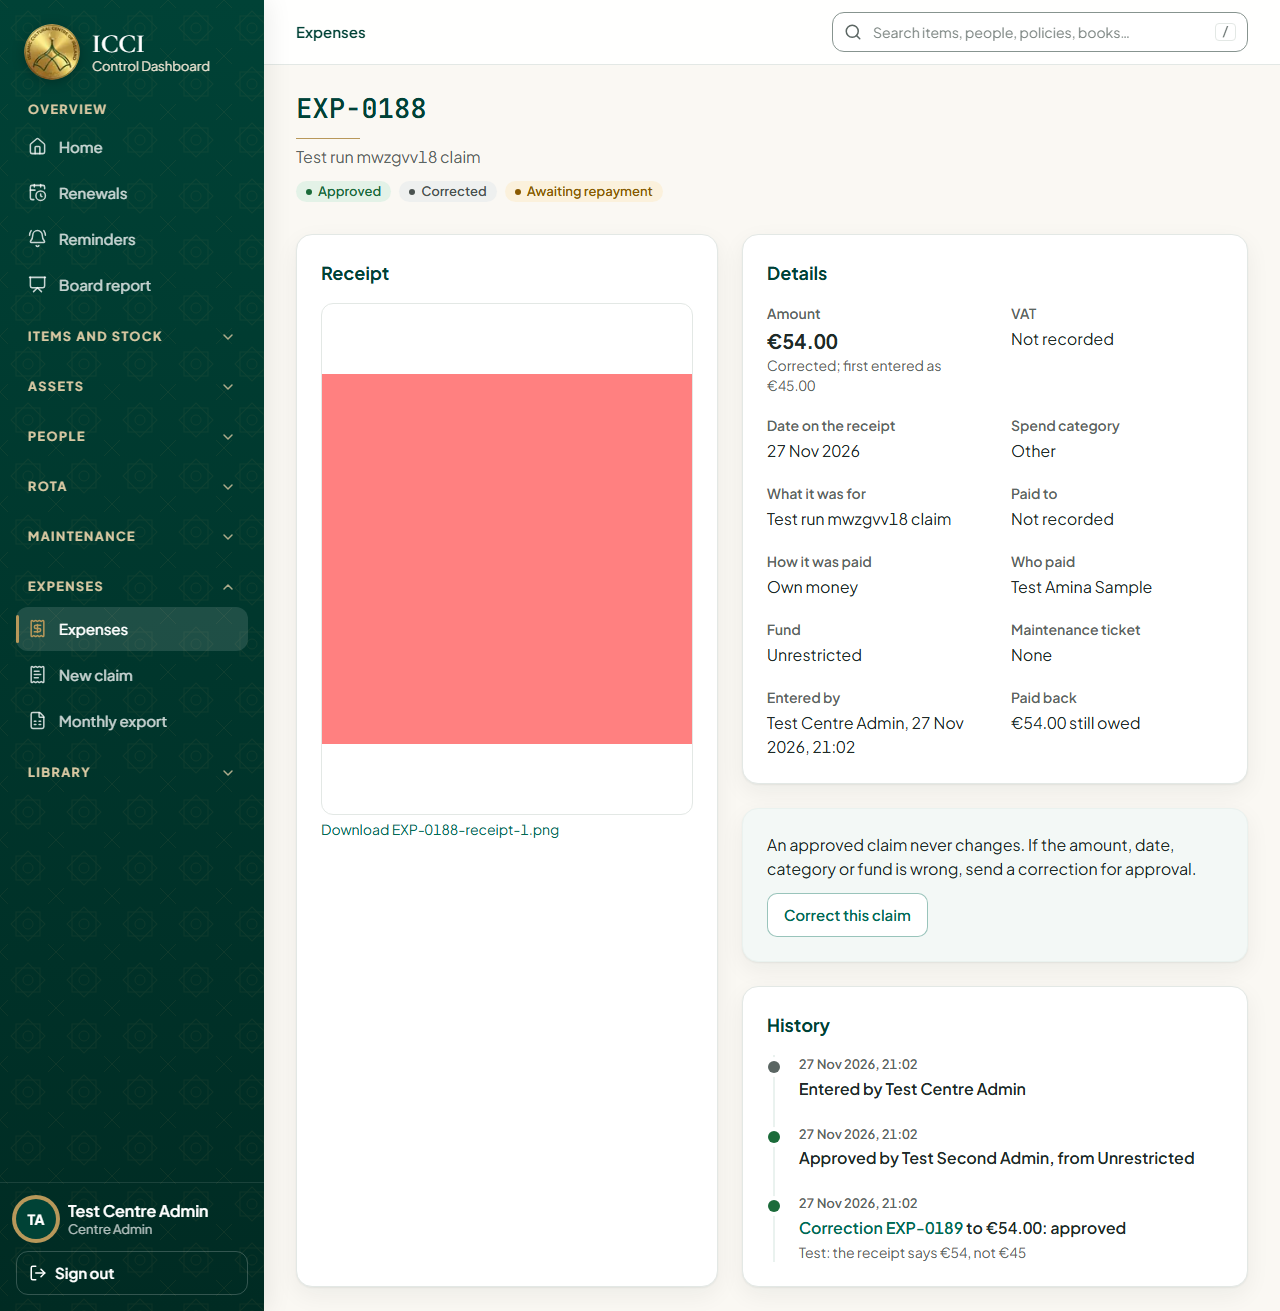 ICCI
Control Dashboard
OVERVIEW
Home
Renewals
Reminders
Board report
ITEMS AND STOCK
ASSETS
PEOPLE
ROTA
MAINTENANCE
EXPENSES
Expenses
New claim
Monthly export
LIBRARY
TA
Test Centre Admin
Centre Admin
Sign out
Expenses
Search items, people, policies, books...
/
EXP-0188
Test run mwzgvv18 claim
Approved
Corrected
Awaiting repayment
Receipt
Download EXP-0188-receipt-1.png
Details
Amount
€54.00
Corrected; first entered as
€45.00
VAT
Not recorded
Date on the receipt
27 Nov 2026
Spend category
Other
What it was for
Test run mwzgvv18 claim
Paid to
Not recorded
How it was paid
Own money
Who paid
Test Amina Sample
Fund
Unrestricted
Maintenance ticket
None
Entered by
Test Centre Admin, 27 Nov
2026, 21:02
Paid back
€54.00 still owed
An approved claim never changes. If the amount, date,
category or fund is wrong, send a correction for approval.
Correct this claim
History
27 Nov 2026, 21:02
Entered by Test Centre Admin
27 Nov 2026, 21:02
Approved by Test Second Admin, from Unrestricted
27 Nov 2026, 21:02
Correction EXP-0189 to €54.00: approved
Test: the receipt says €54, not €45